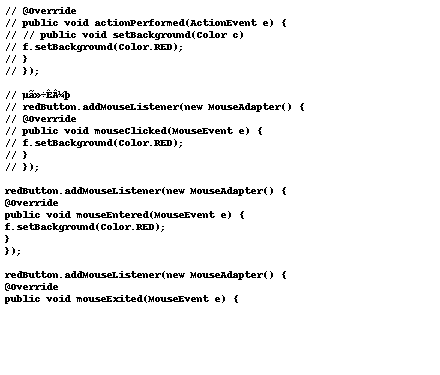 // @Override
// public void actionPerformed(ActionEvent e) {
// // public void setBackground(Color c)
// f.setBackground(Color.RED);
// }
// });
// µã»÷ÊÂ¼þ
// redButton.addMouseListener(new MouseAdapter() {
// @Override
// public void mouseClicked(MouseEvent e) {
// f.setBackground(Color.RED);
// }
// });
redButton.addMouseListener(new MouseAdapter() {
@Override
public void mouseEntered(MouseEvent e) {
f.setBackground(Color.RED);
}
});
redButton.addMouseListener(new MouseAdapter() {
@Override
public void mouseExited(MouseEvent e) {